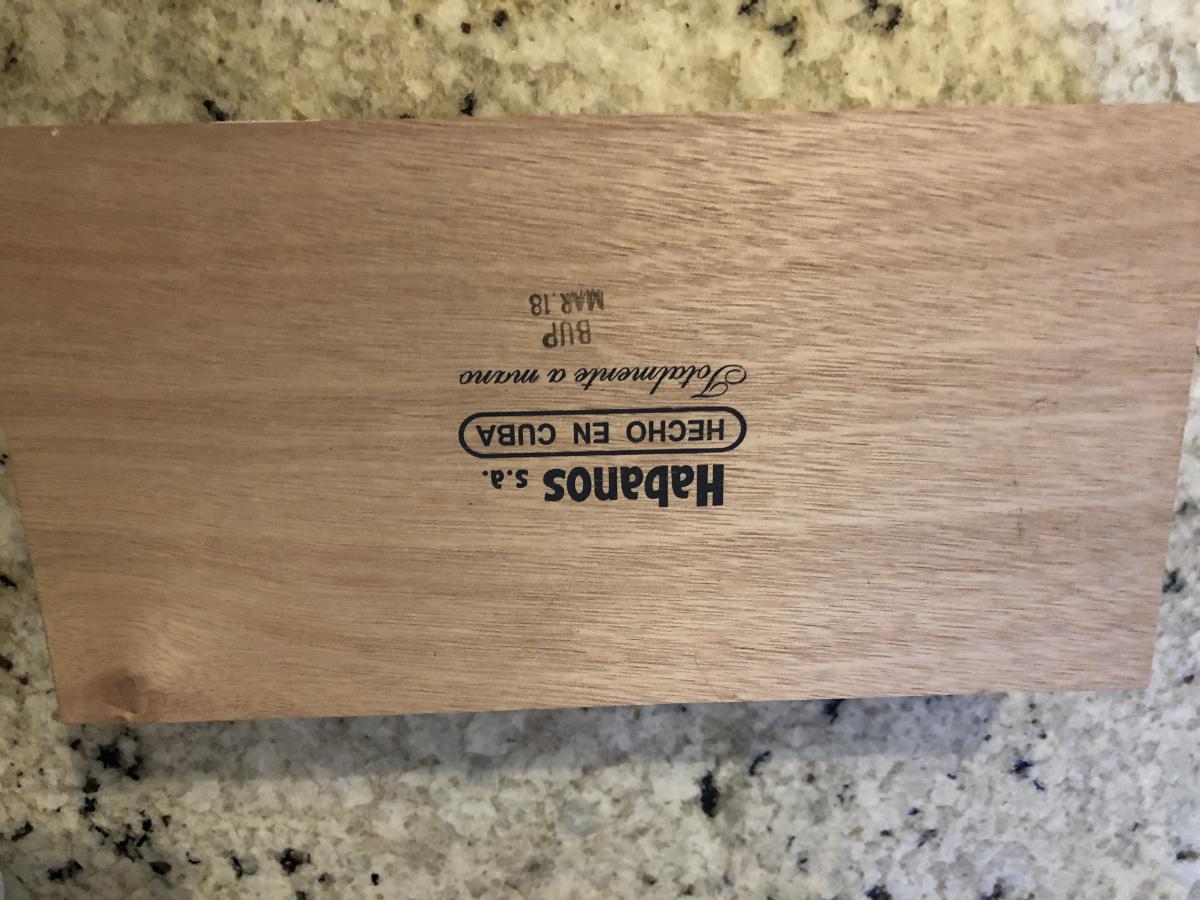 Habanos s.a.
HECHO EN CUBA
Totalmente a mano
BUP
MAR.18